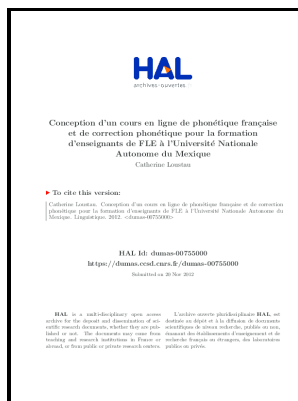 HAL
archives-ouvertes
Conception d'un cours en ligne de phonétique française
et de correction phonétique pour la formation
d'enseignants de FLE à l'Université Nationale
Autonome du Mexique
Catherine Loustau
To cite this version:
Catherine Loustau. Conception d'un cours en ligne de phonétique française et de correction
phonétique pour la formation d'enseignants de FLE à l'Université Nationale Autonome du
Mexique. Linguistique. 2012. <dumas-00755000>
HAL Id: dumas-00755000
https://dumas.ccsd.cnrs.fr/dumas-00755000
Submitted on 20 Nov 2012
HAL is a multi-disciplinary open access
archive for the deposit and dissemination of sci-
entific research documents, whether they are pub-
lished or not. The documents may come from
teaching and research institutions in France or
abroad, or from public or private research centers.
L'archive ouverte pluridisciplinaire HAL, est
destinée au dépôt et à la diffusion de documents
scientifiques de niveau recherche, publiés ou non,
émanant des établissements d'enseignement et de
recherche français ou étrangers, des laboratoires
publics ou privés.